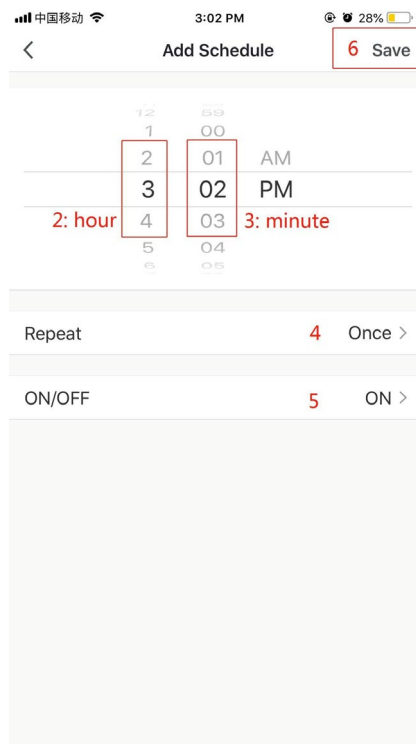 中国移动 3:02 PM 28%
Add Schedule 6 Save
12 59
1 00
2 01 AM
3 02 PM
2: hour 4 03 3: minute
5 04
6 05
Repeat 4 Once >
ON/OFF 5 ON >